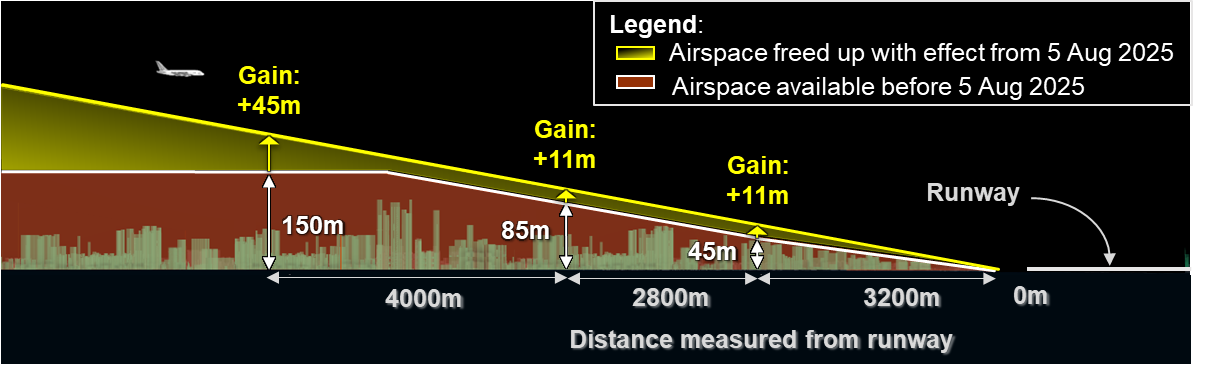 Legend:
Airspace freed up with effect from 5 Aug 2025
Airspace available before 5 Aug 2025
Gain:
+45m
Gain:
+11m
Gain:
+11m
Runway
150m
85m
45m
4000m
2800m
3200m
0m
Distance measured from runway